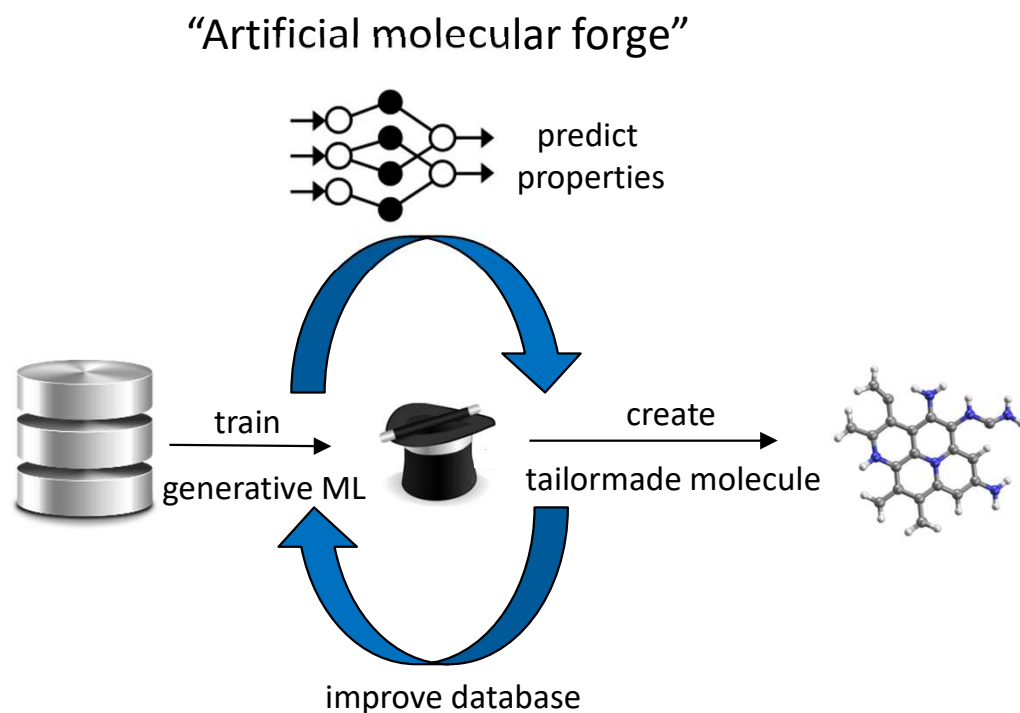 “Artificial molecular forge”
predict
properties
train
generative ML
create
tailormade molecule
improve database